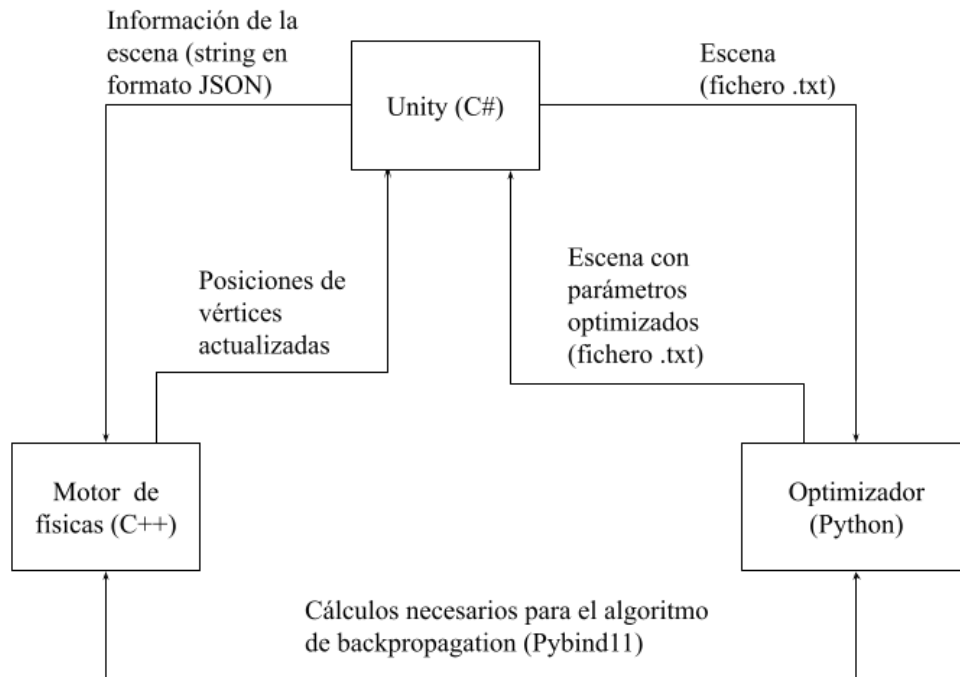 Información de la
escena (string en
formato JSON)
Unity (C#)
Escena
(fichero .txt)
Posiciones de
vértices
actualizadas
Escena con
parámetros
optimizados
(fichero .txt)
Motor de
físicas (C++)
Optimizador
(Python)
Cálculos necesarios para el algoritmo
de backpropagation (Pybind11)